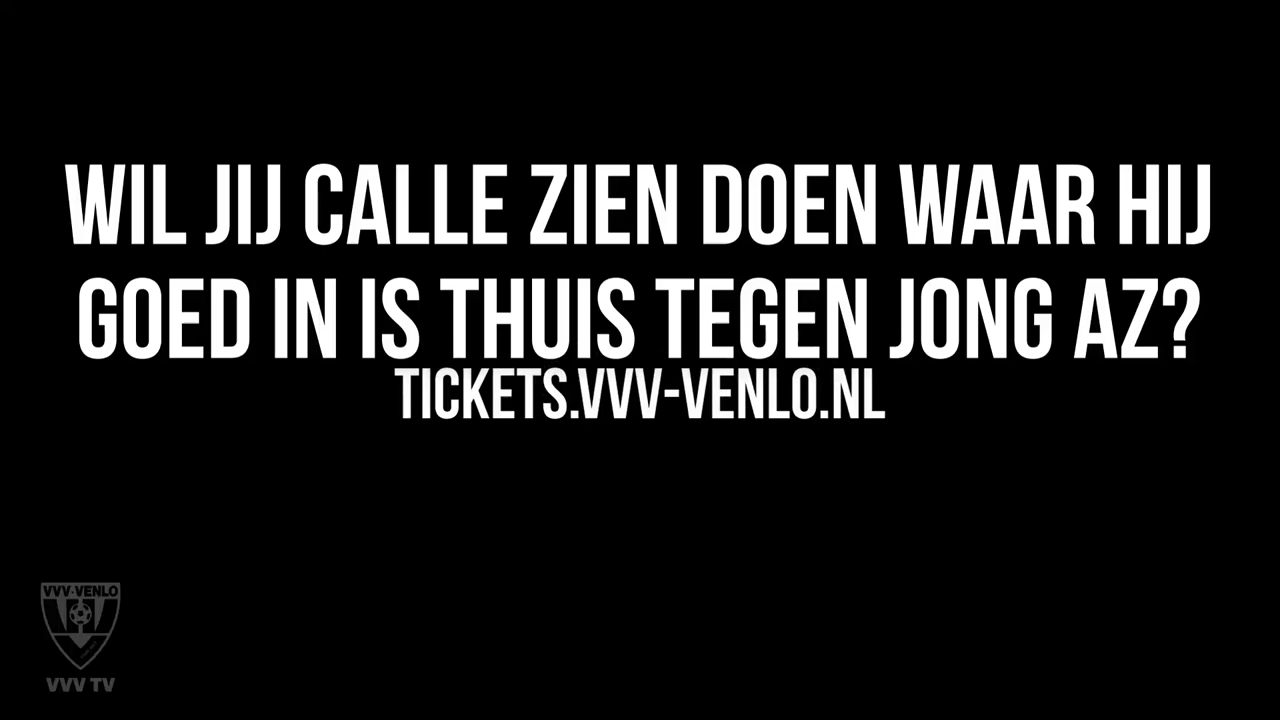 WIL JIJ CALLE ZIEN DOEN WAAR HIJ
GOED IN IS THUIS TEGEN JONG AZ?
TICKETS.VVV-VENLO.NL
VVV-VENLO
VVV TV